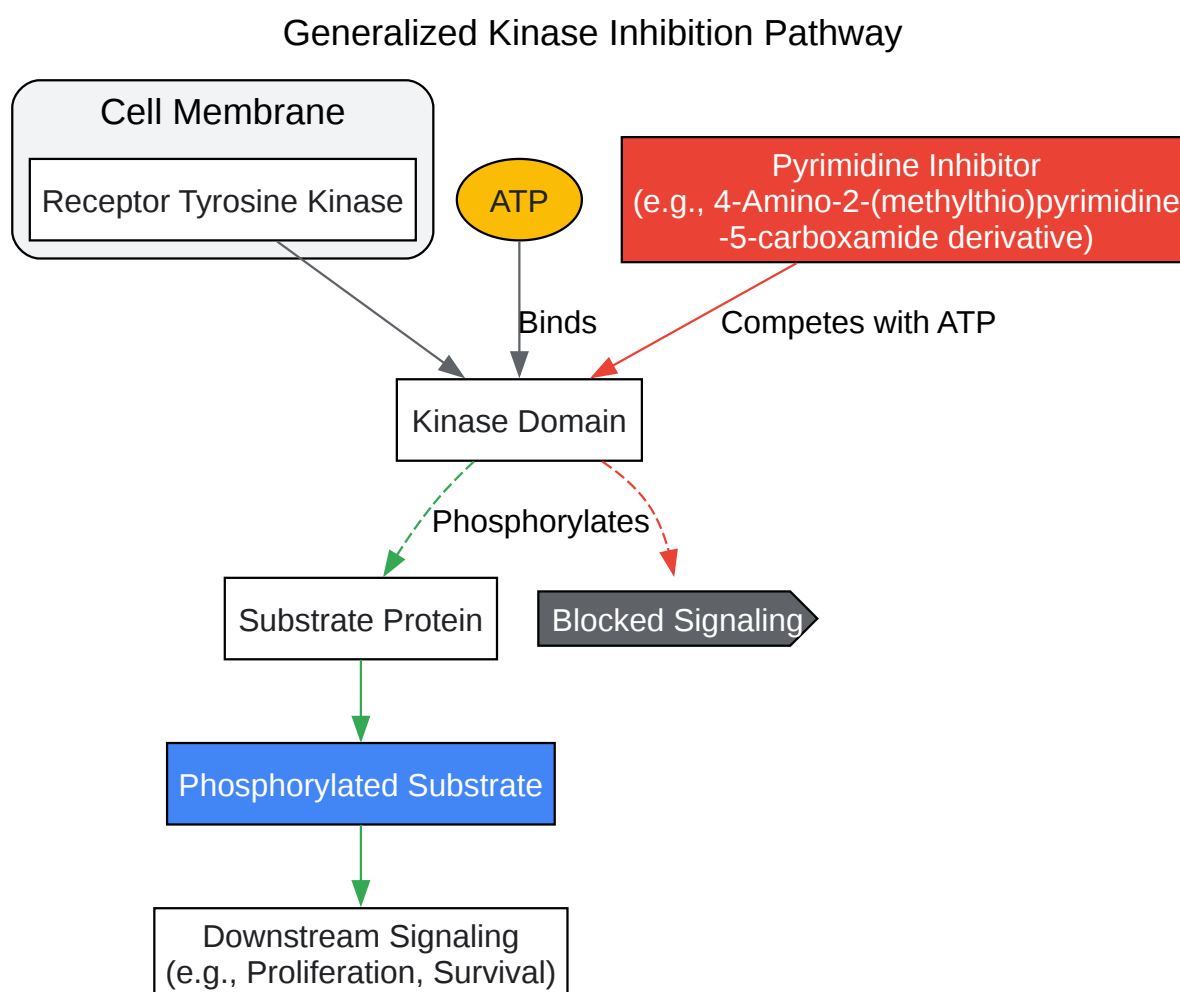 Generalized Kinase Inhibition Pathway
Cell Membrane
Receptor Tyrosine Kinase
ATP
Pyrimidine Inhibitor
(e.g., 4-Amino-2-(methylthio)pyrimidine
-5-carboxamide derivative)
Binds
Competes with ATP
Kinase Domain
Phosphorylates
Substrate Protein
Blocked Signaling
Phosphorylated Substrate
Downstream Signaling
(e.g., Proliferation, Survival)